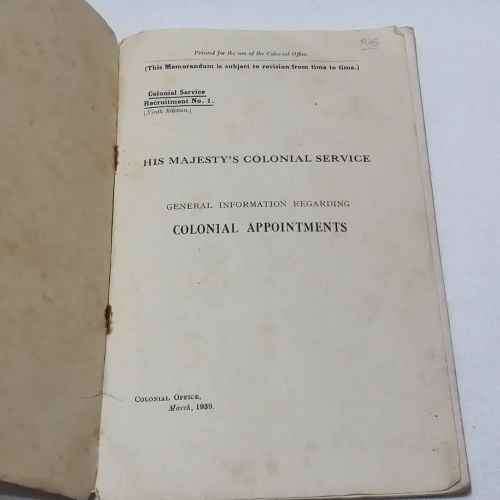 Printed for the use of the Colonial Office.
(This Memorandum is subject to revision from time to time.)
Colonial Service
Recruitment No. 1.
Edition.)
HIS MAJESTY'S COLONIAL SERVICE
GENERAL INFORMATION REGARDING
COLONIAL APPOINTMENTS
COLONIAL OFFICE,
March, 1939.